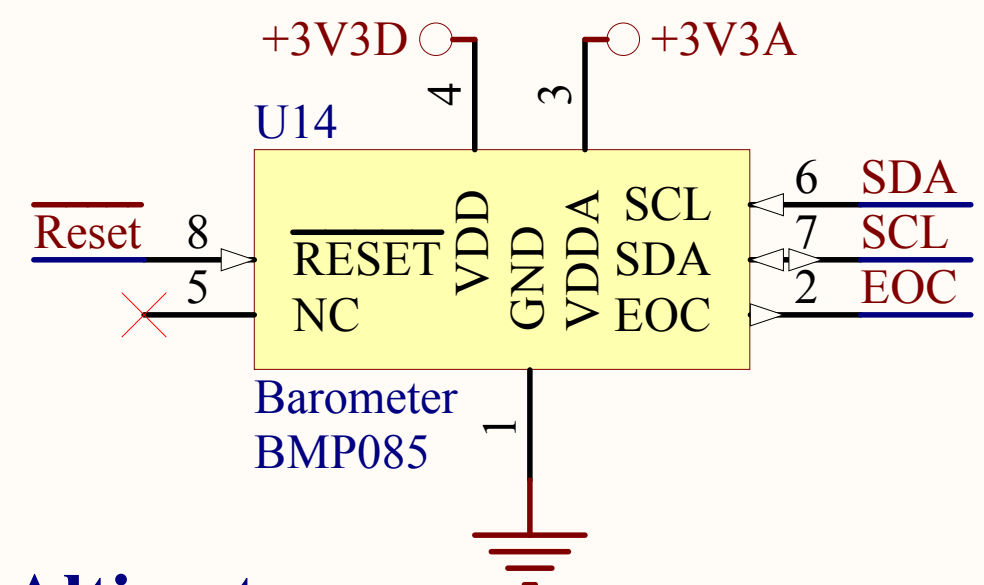 +3V3D +3V3A
4 3
U14
6 SDA
SCL
Reset 8 7 SCL
RESET VDD GND VDDA SDA
5 2 EOC
NC EOC
Barometer
1
BMP085